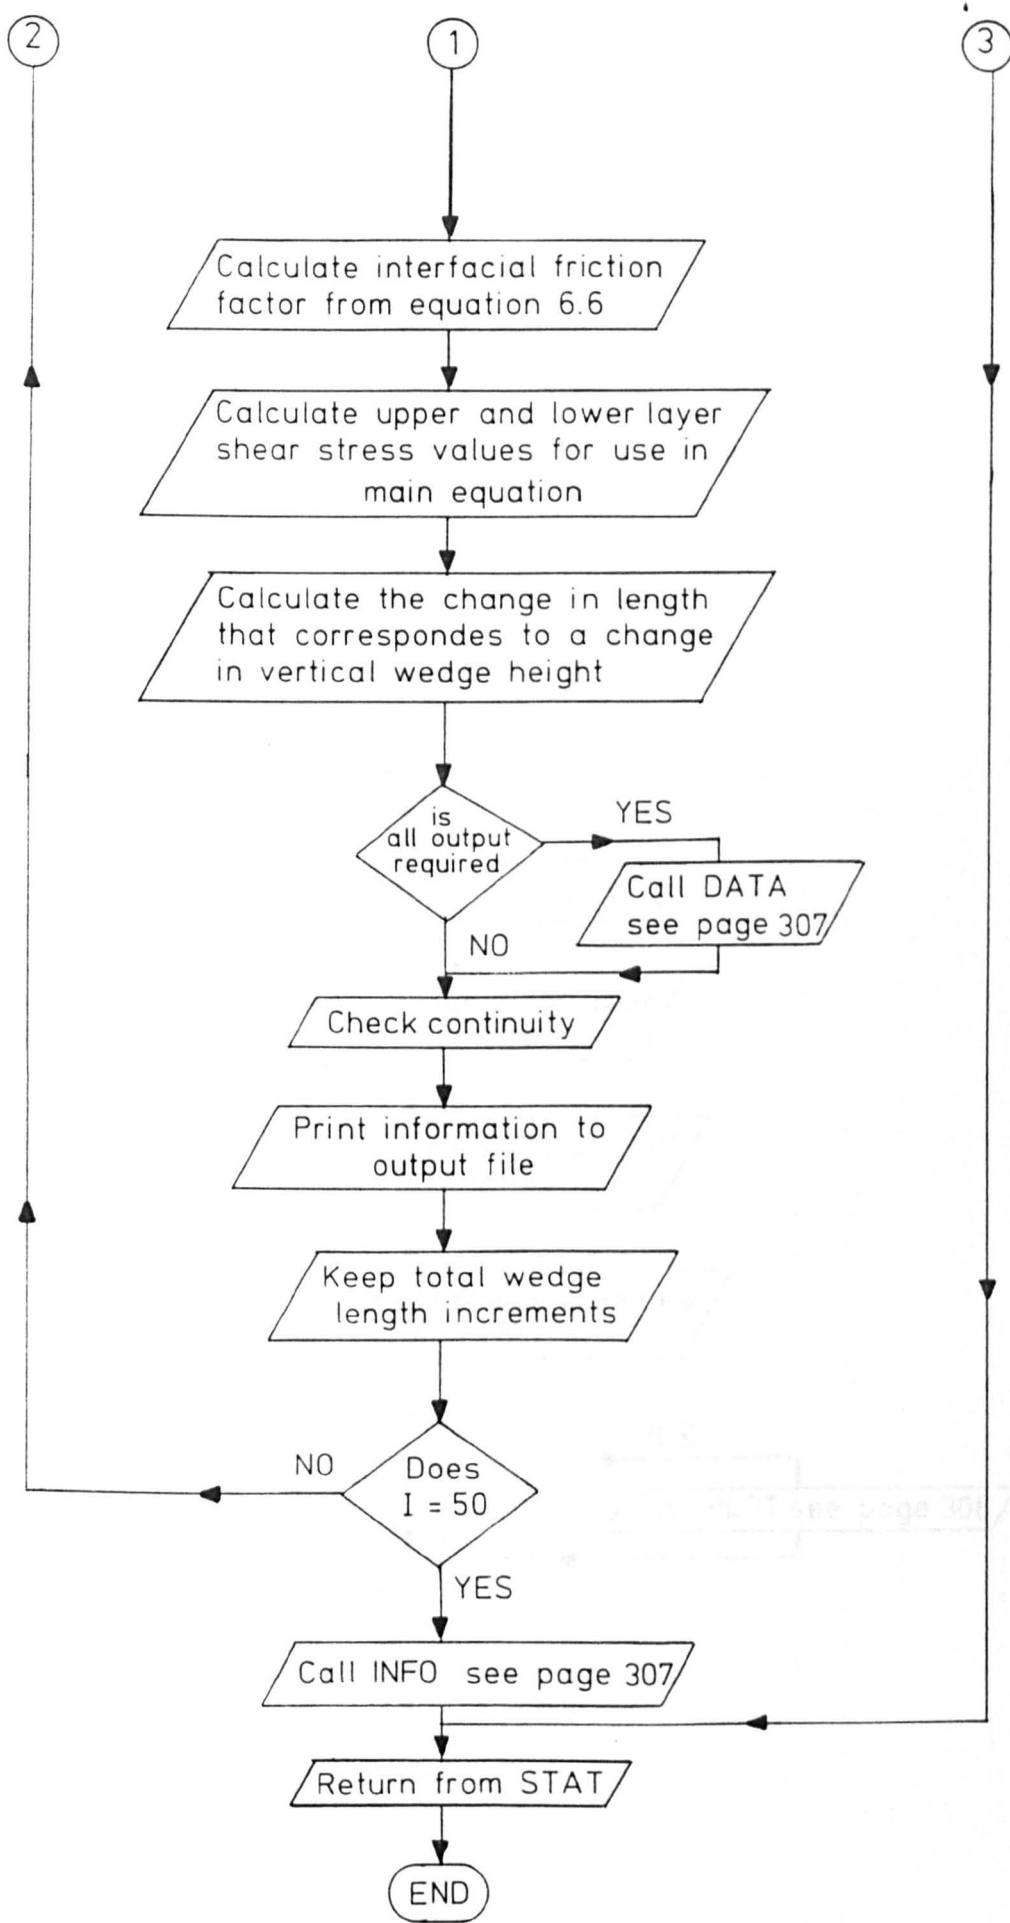 2
1
3
Calculate interfacial friction
factor from equation 6.6
Calculate upper and lower layer
shear stress values for use in
main equation
Calculate the change in length
that correspondes to a change
in vertical wedge height
is
all output
required
YES
Call DATA
see page 307
NO
Check continuity
Print information to
output file
Keep total wedge
length increments
NO
Does
I = 50
see page 306
YES
Call INFO see page 307
Return from STAT
END